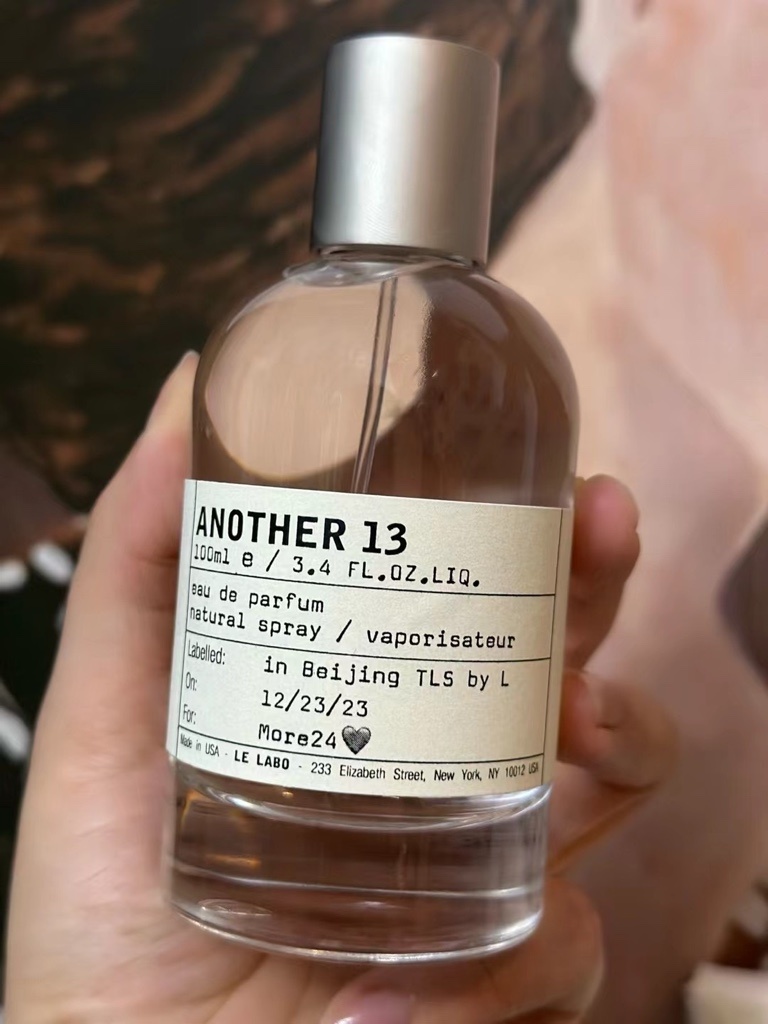 ANOTHER 13
100ml e / 3.4 FL.OZ.LIQ.
eau de parfum
natural spray / vaporisateur
Labelled: in Beijing TLS by L
On: 12/23/23
For: More24🖤
Made in USA - LE LABO - 233 Elizabeth Street, New York, NY 10012 USA